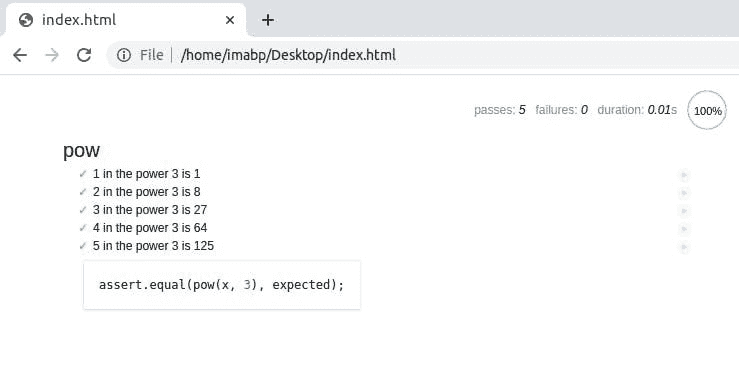 index.html
File /home/imabp/Desktop/index.html
passes: 5 failures: 0 duration: 0.01s 100%
pow
✓ 1 in the power 3 is 1
✓ 2 in the power 3 is 8
✓ 3 in the power 3 is 27
✓ 4 in the power 3 is 64
✓ 5 in the power 3 is 125
assert.equal(pow(x, 3), expected);